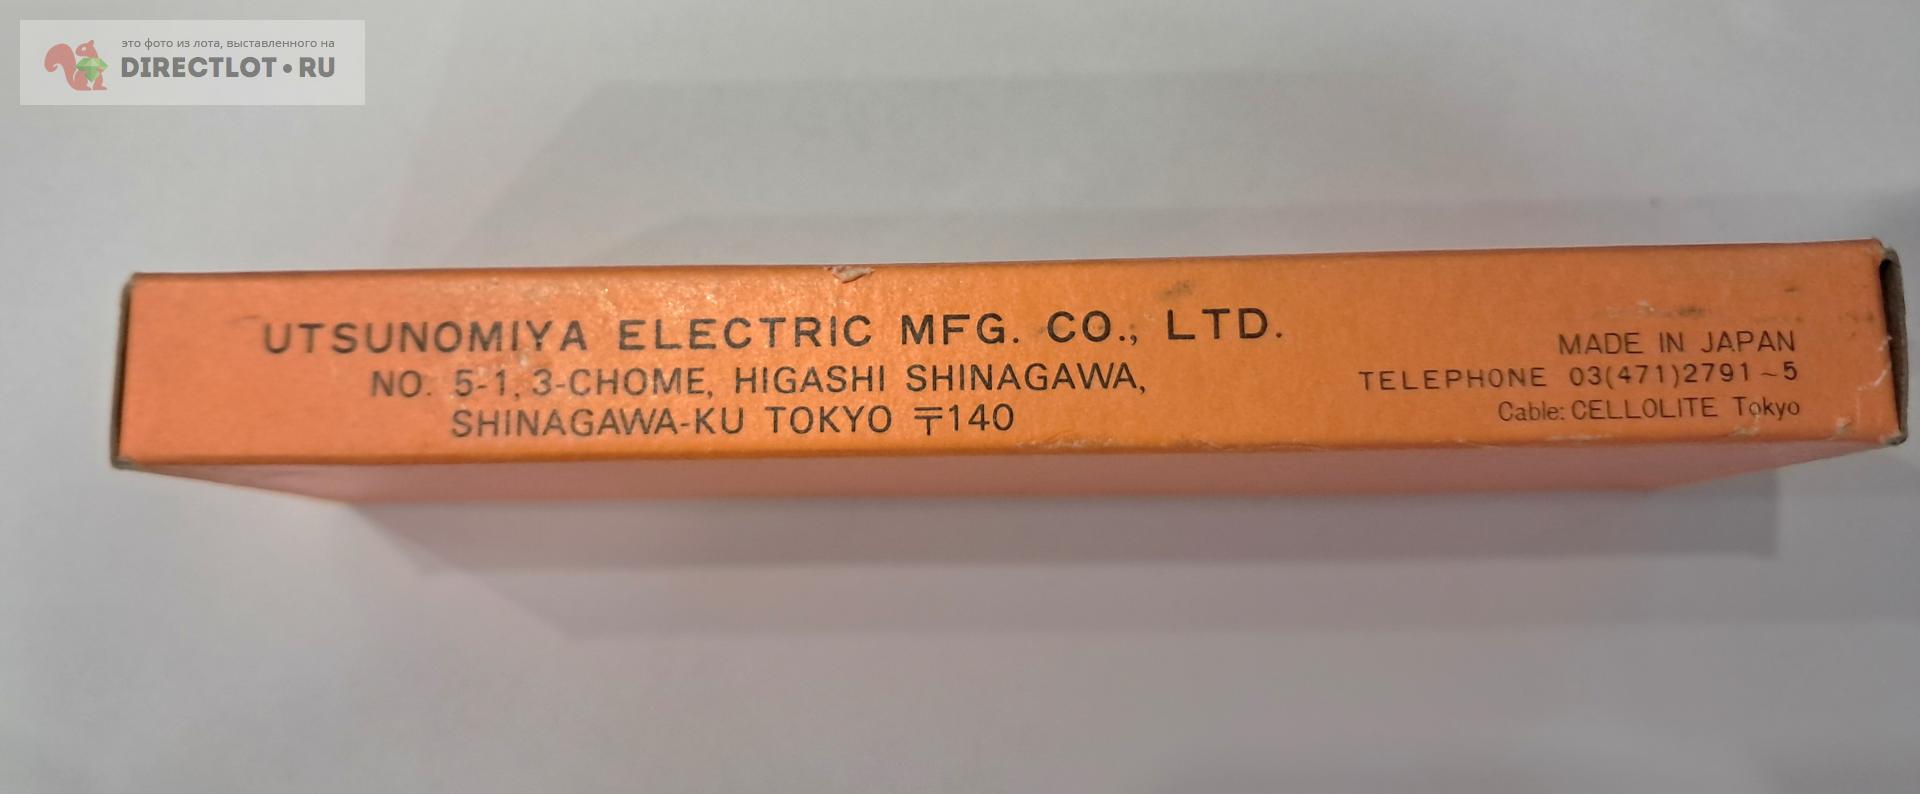 это фото из лота, выставленного на
DIRECTLOT•RU
UTSUNOMIYA ELECTRIC MFG. CO., LTD.
NO. 5-1, 3-CHOME, HIGASHI SHINAGAWA,
SHINAGAWA-KU TOKYO 〒140
MADE IN JAPAN
TELEPHONE 03(471)2791~5
Cable: CELLOLITE Tokyo